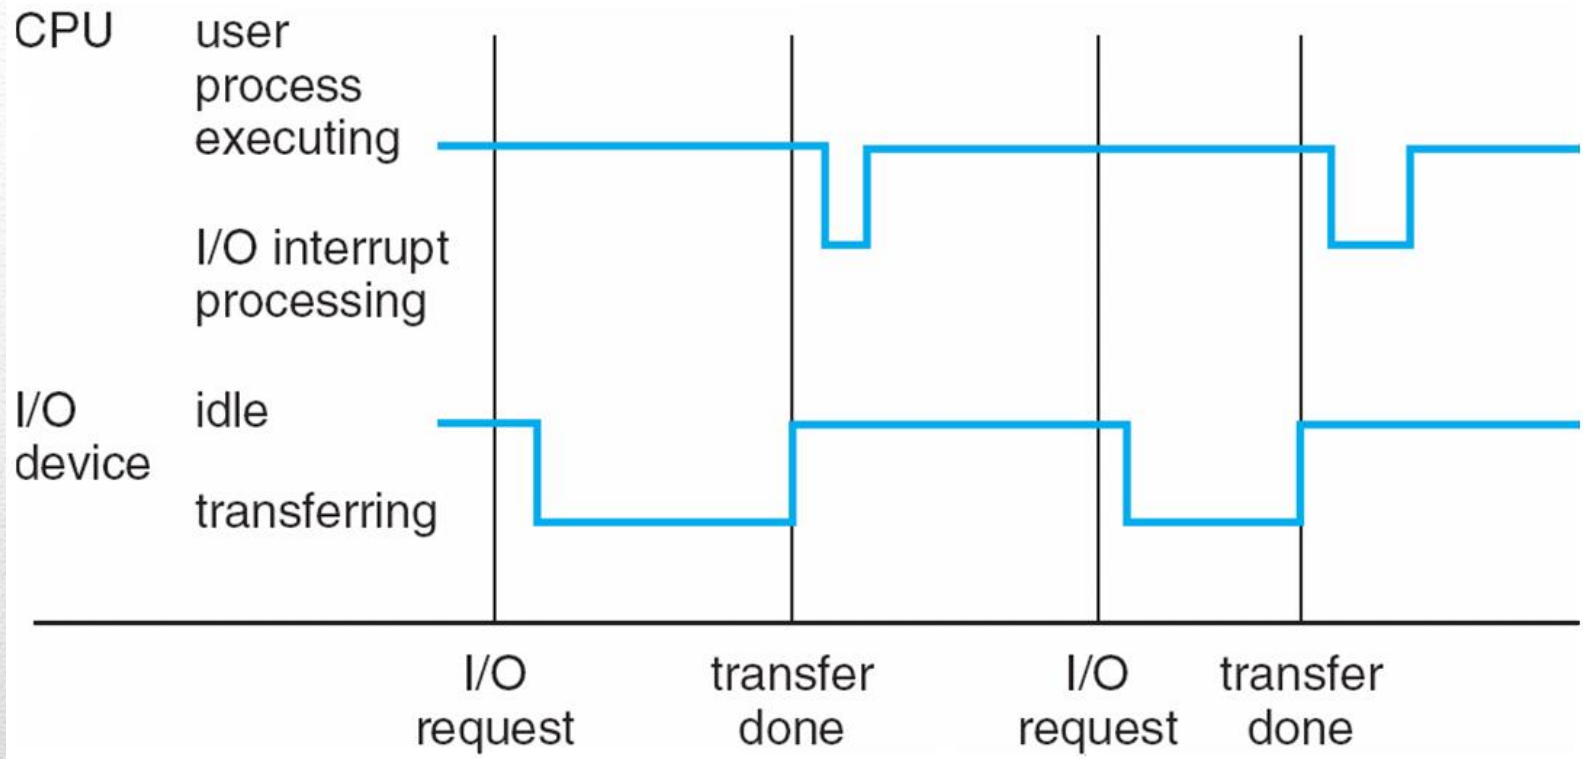 CPU
user
process
executing
I/O interrupt
processing
I/O
device
idle
transferring
I/O
request
transfer
done
I/O
request
transfer
done